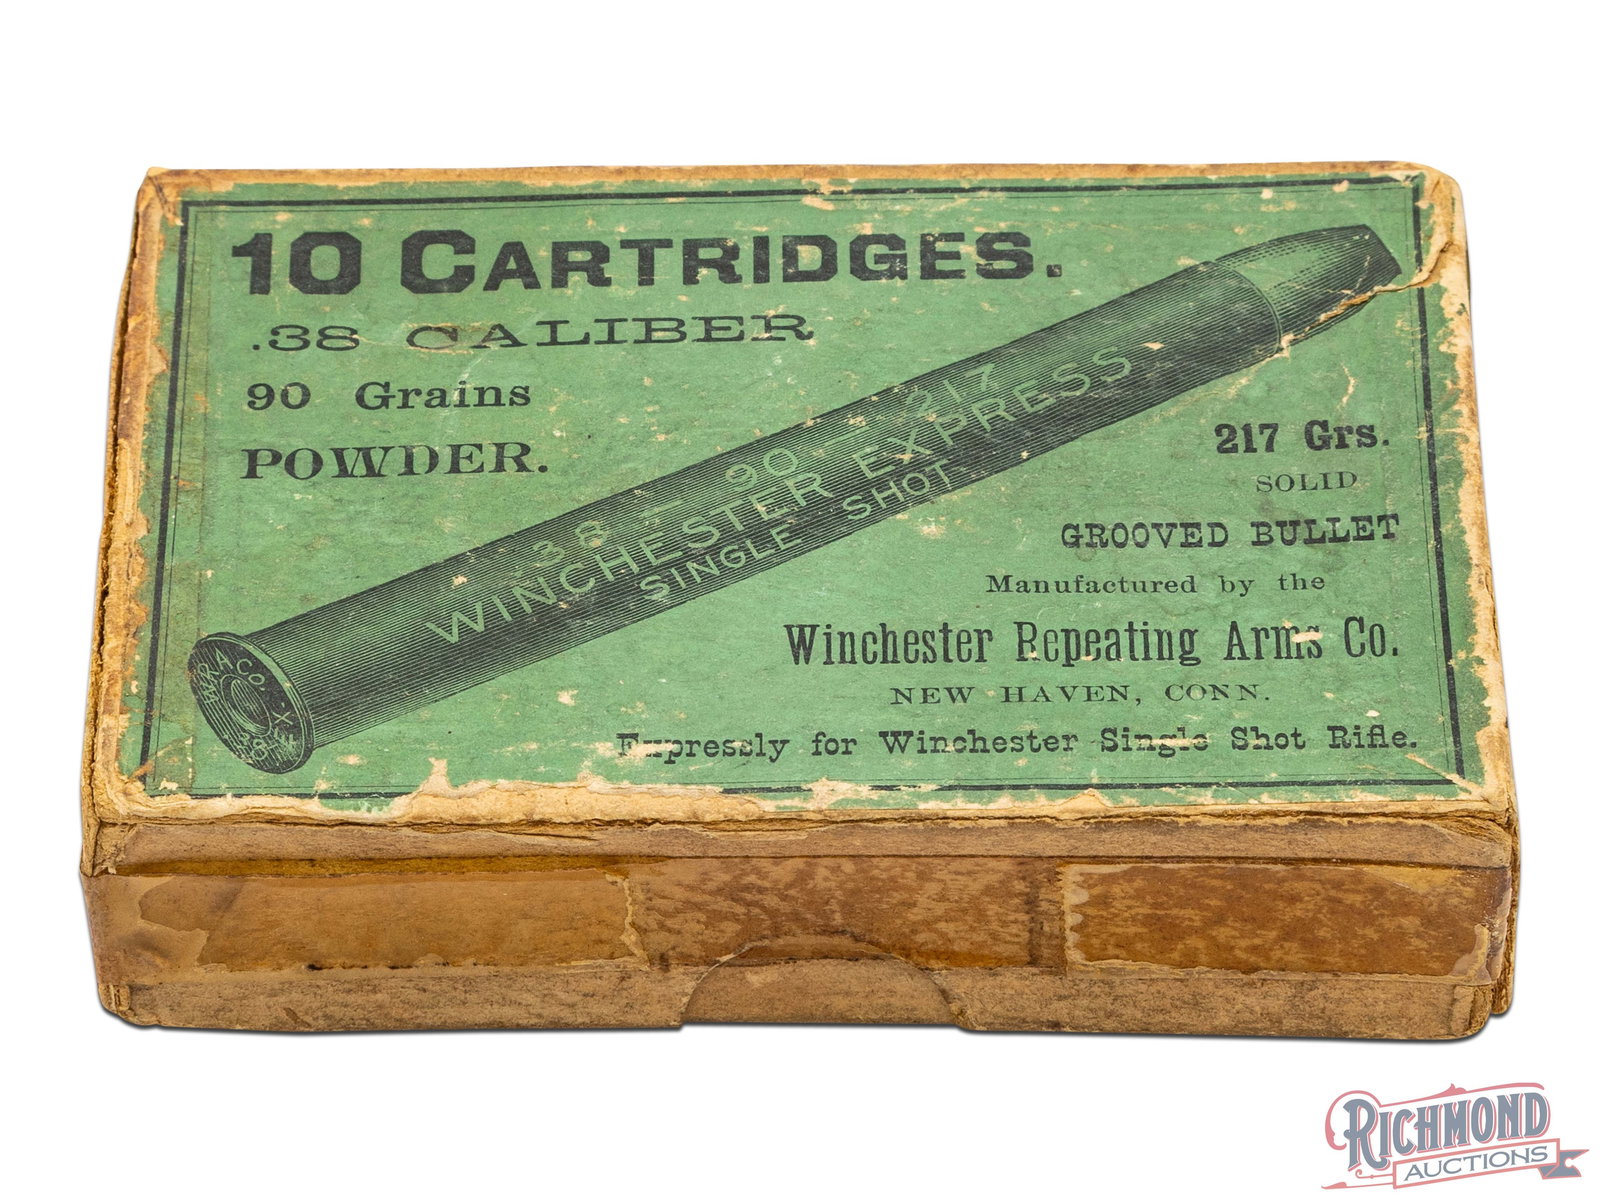 10 CARTRIDGES.
.38 CALIBER
90 Grains
POWDER.
38 — 90 — 217
WINCHESTER EXPRESS
SINGLE SHOT
W.R.A. CO.
217 Grs.
SOLID
GROOVED BULLET
Manufactured by the
Winchester Repeating Arms Co.
NEW HAVEN, CONN.
Expressly for Winchester Single Shot Rifle.
RICHMOND
AUCTIONS